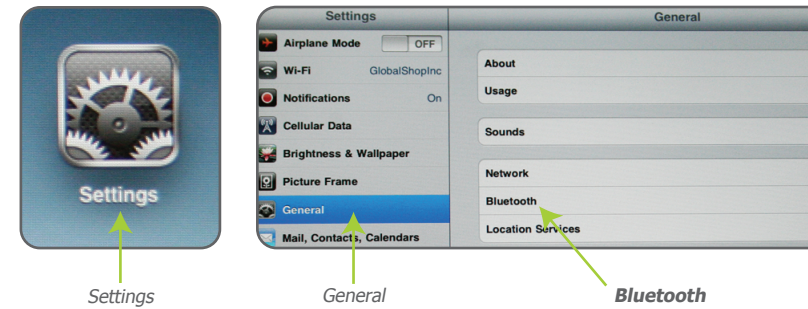 Settings
Settings
General
Airplane Mode OFF
Wi-Fi GlobalShopInc
Notifications On
Cellular Data
Brightness & Wallpaper
Picture Frame
General
Mail, Contacts, Calendars
About
Usage
Sounds
Network
Bluetooth
Location Services
Settings
General
Bluetooth